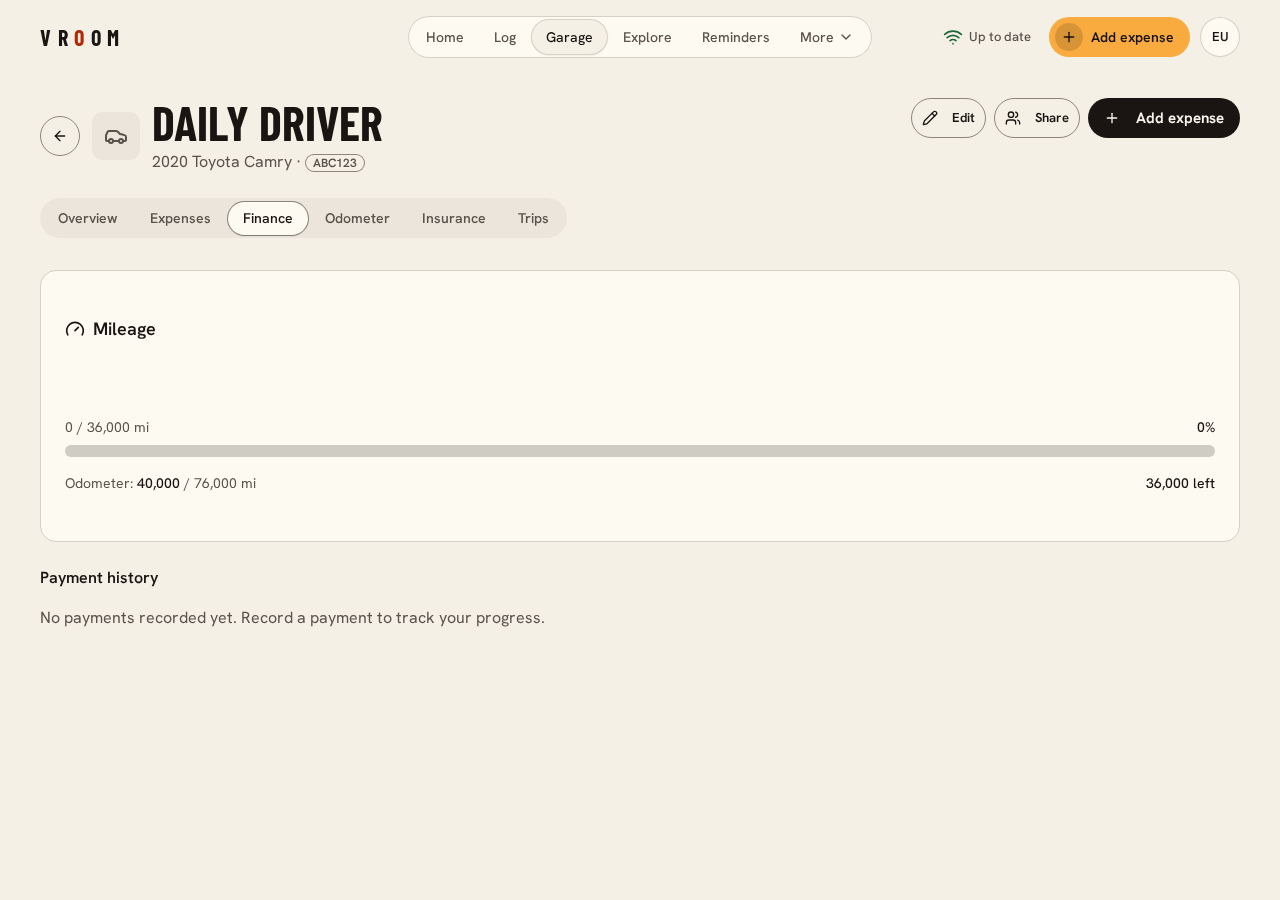 VROOM
Home Log Garage Explore Reminders More
Up to date
Add expense
EU
DAILY DRIVER
2020 Toyota Camry · ABC123
Edit Share Add expense
Overview Expenses Finance Odometer Insurance Trips
Mileage
0 / 36,000 mi 0%
Odometer: 40,000 / 76,000 mi 36,000 left
Payment history
No payments recorded yet. Record a payment to track your progress.